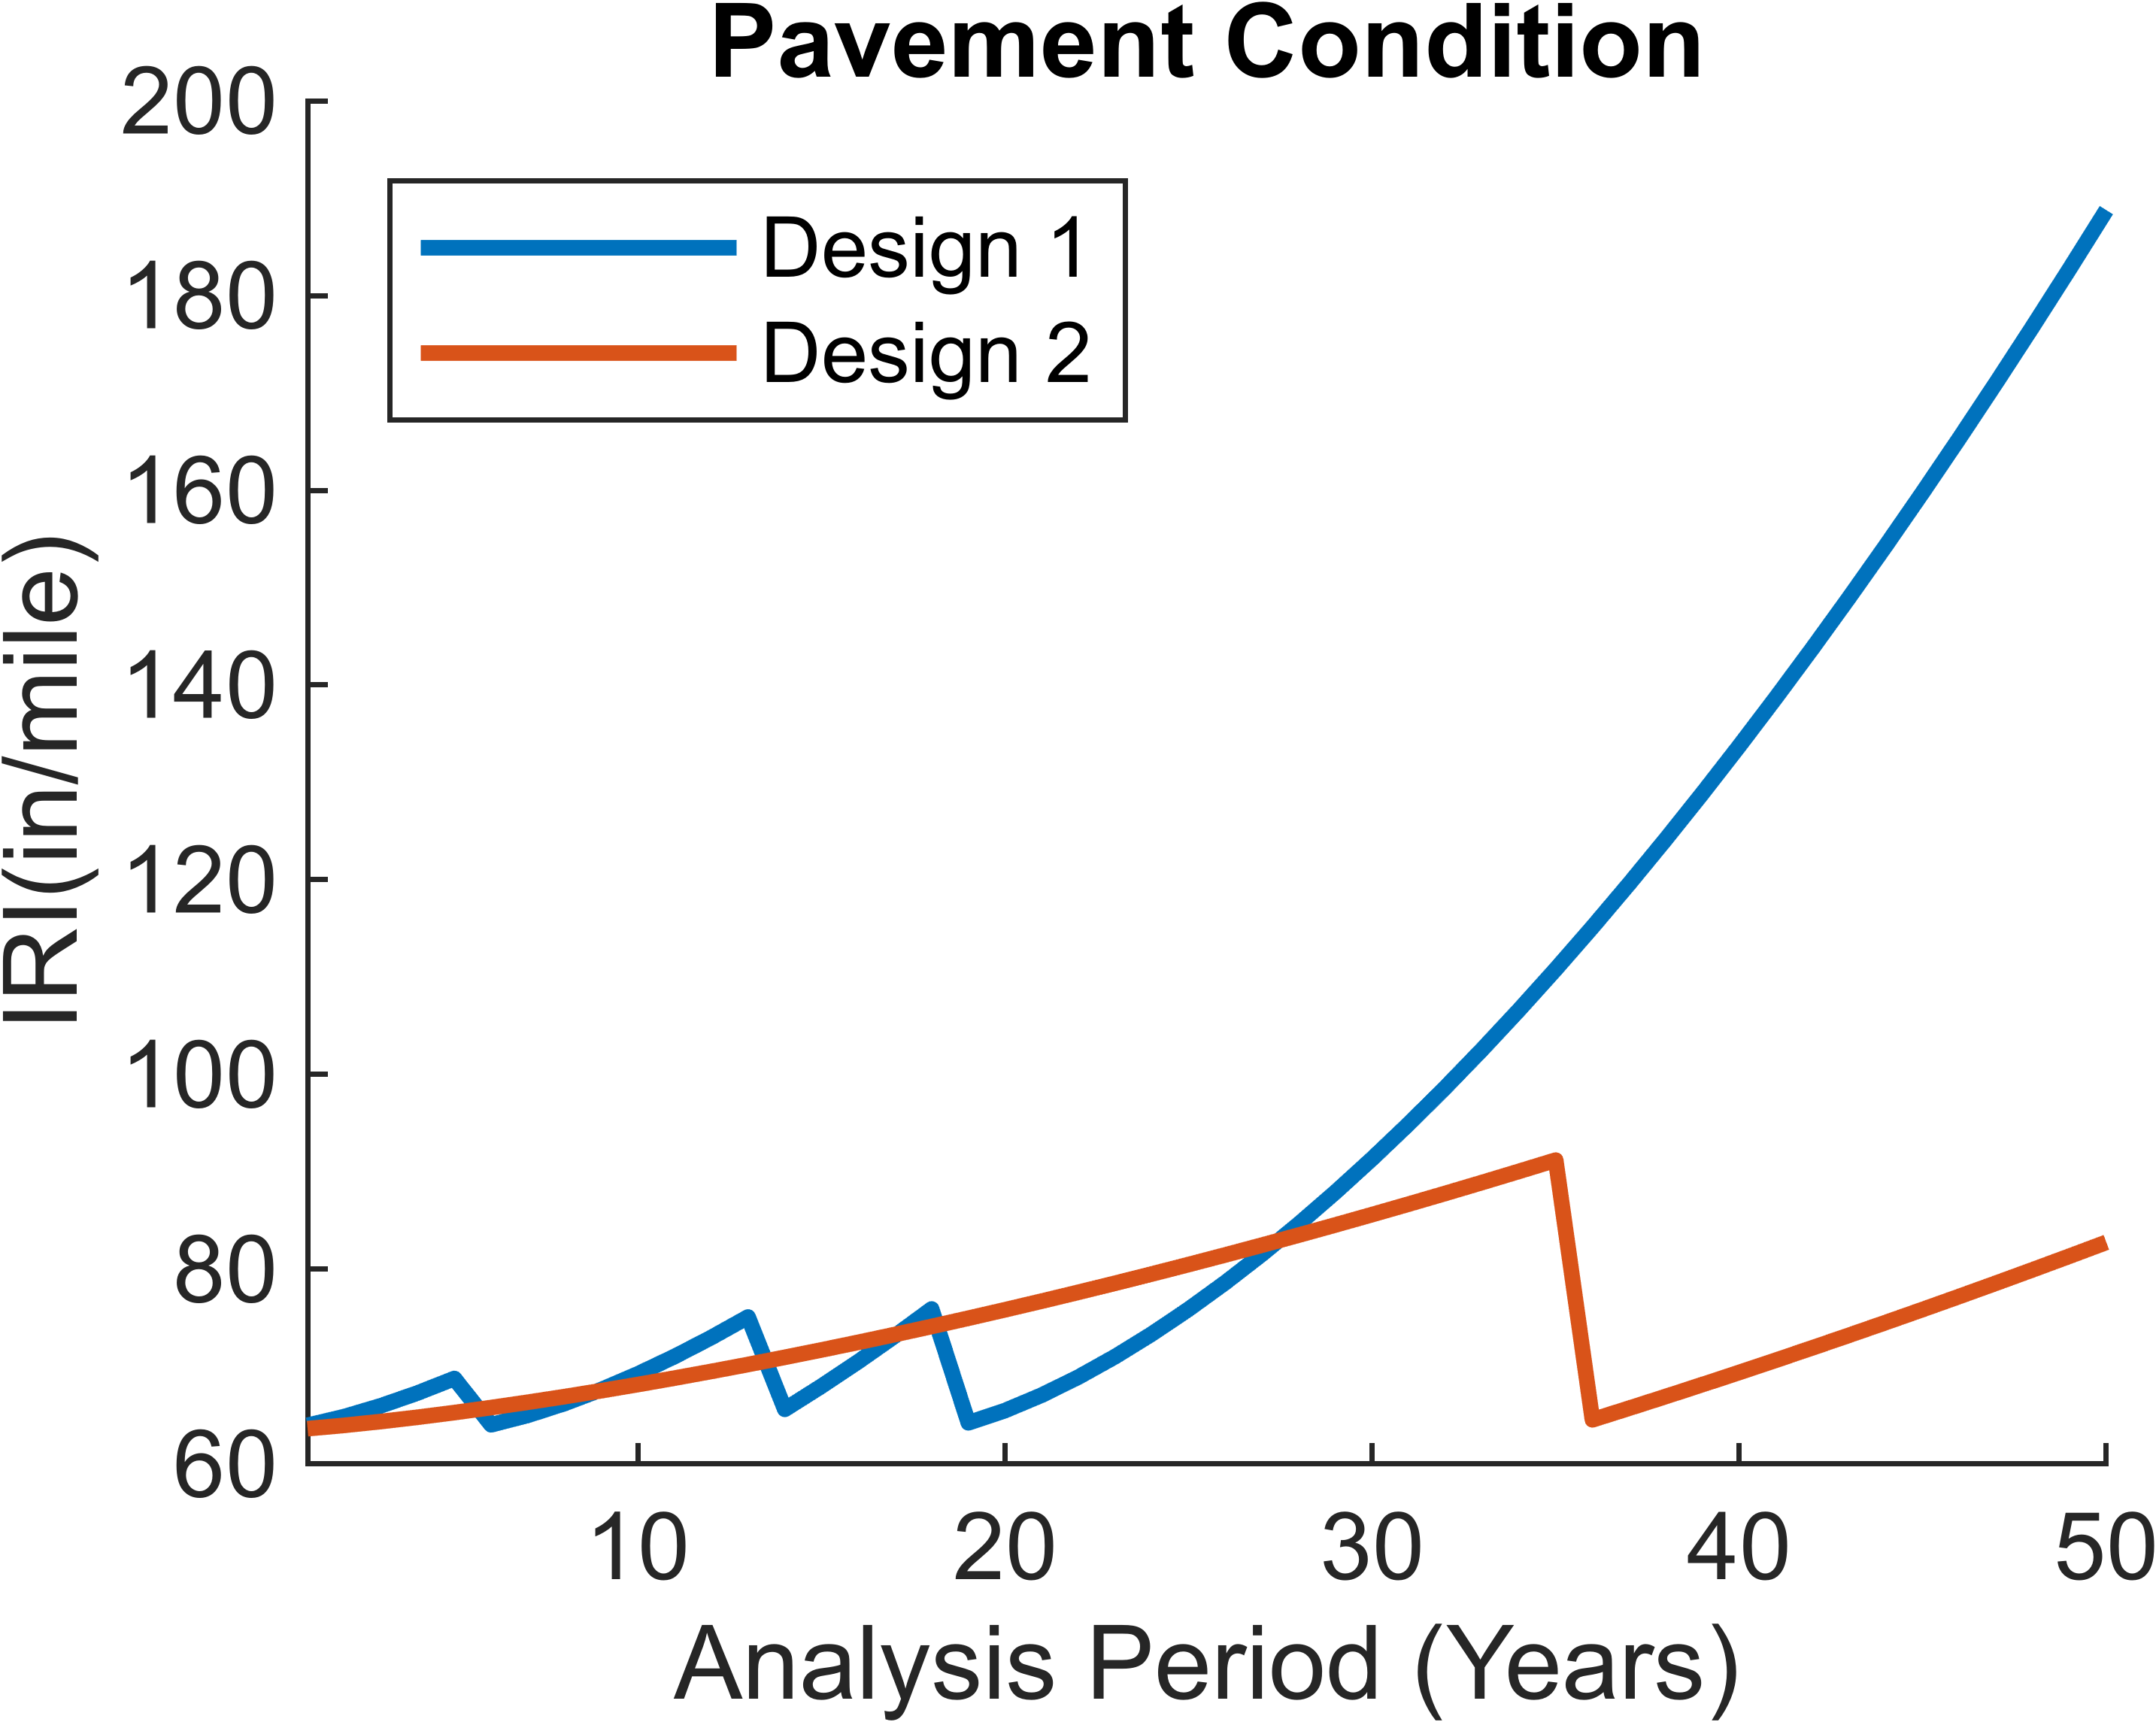 Pavement Condition
200
180
160
140
120
100
80
60
IRI(in/mile)
Design 1
Design 2
10 20 30 40 50
Analysis Period (Years)